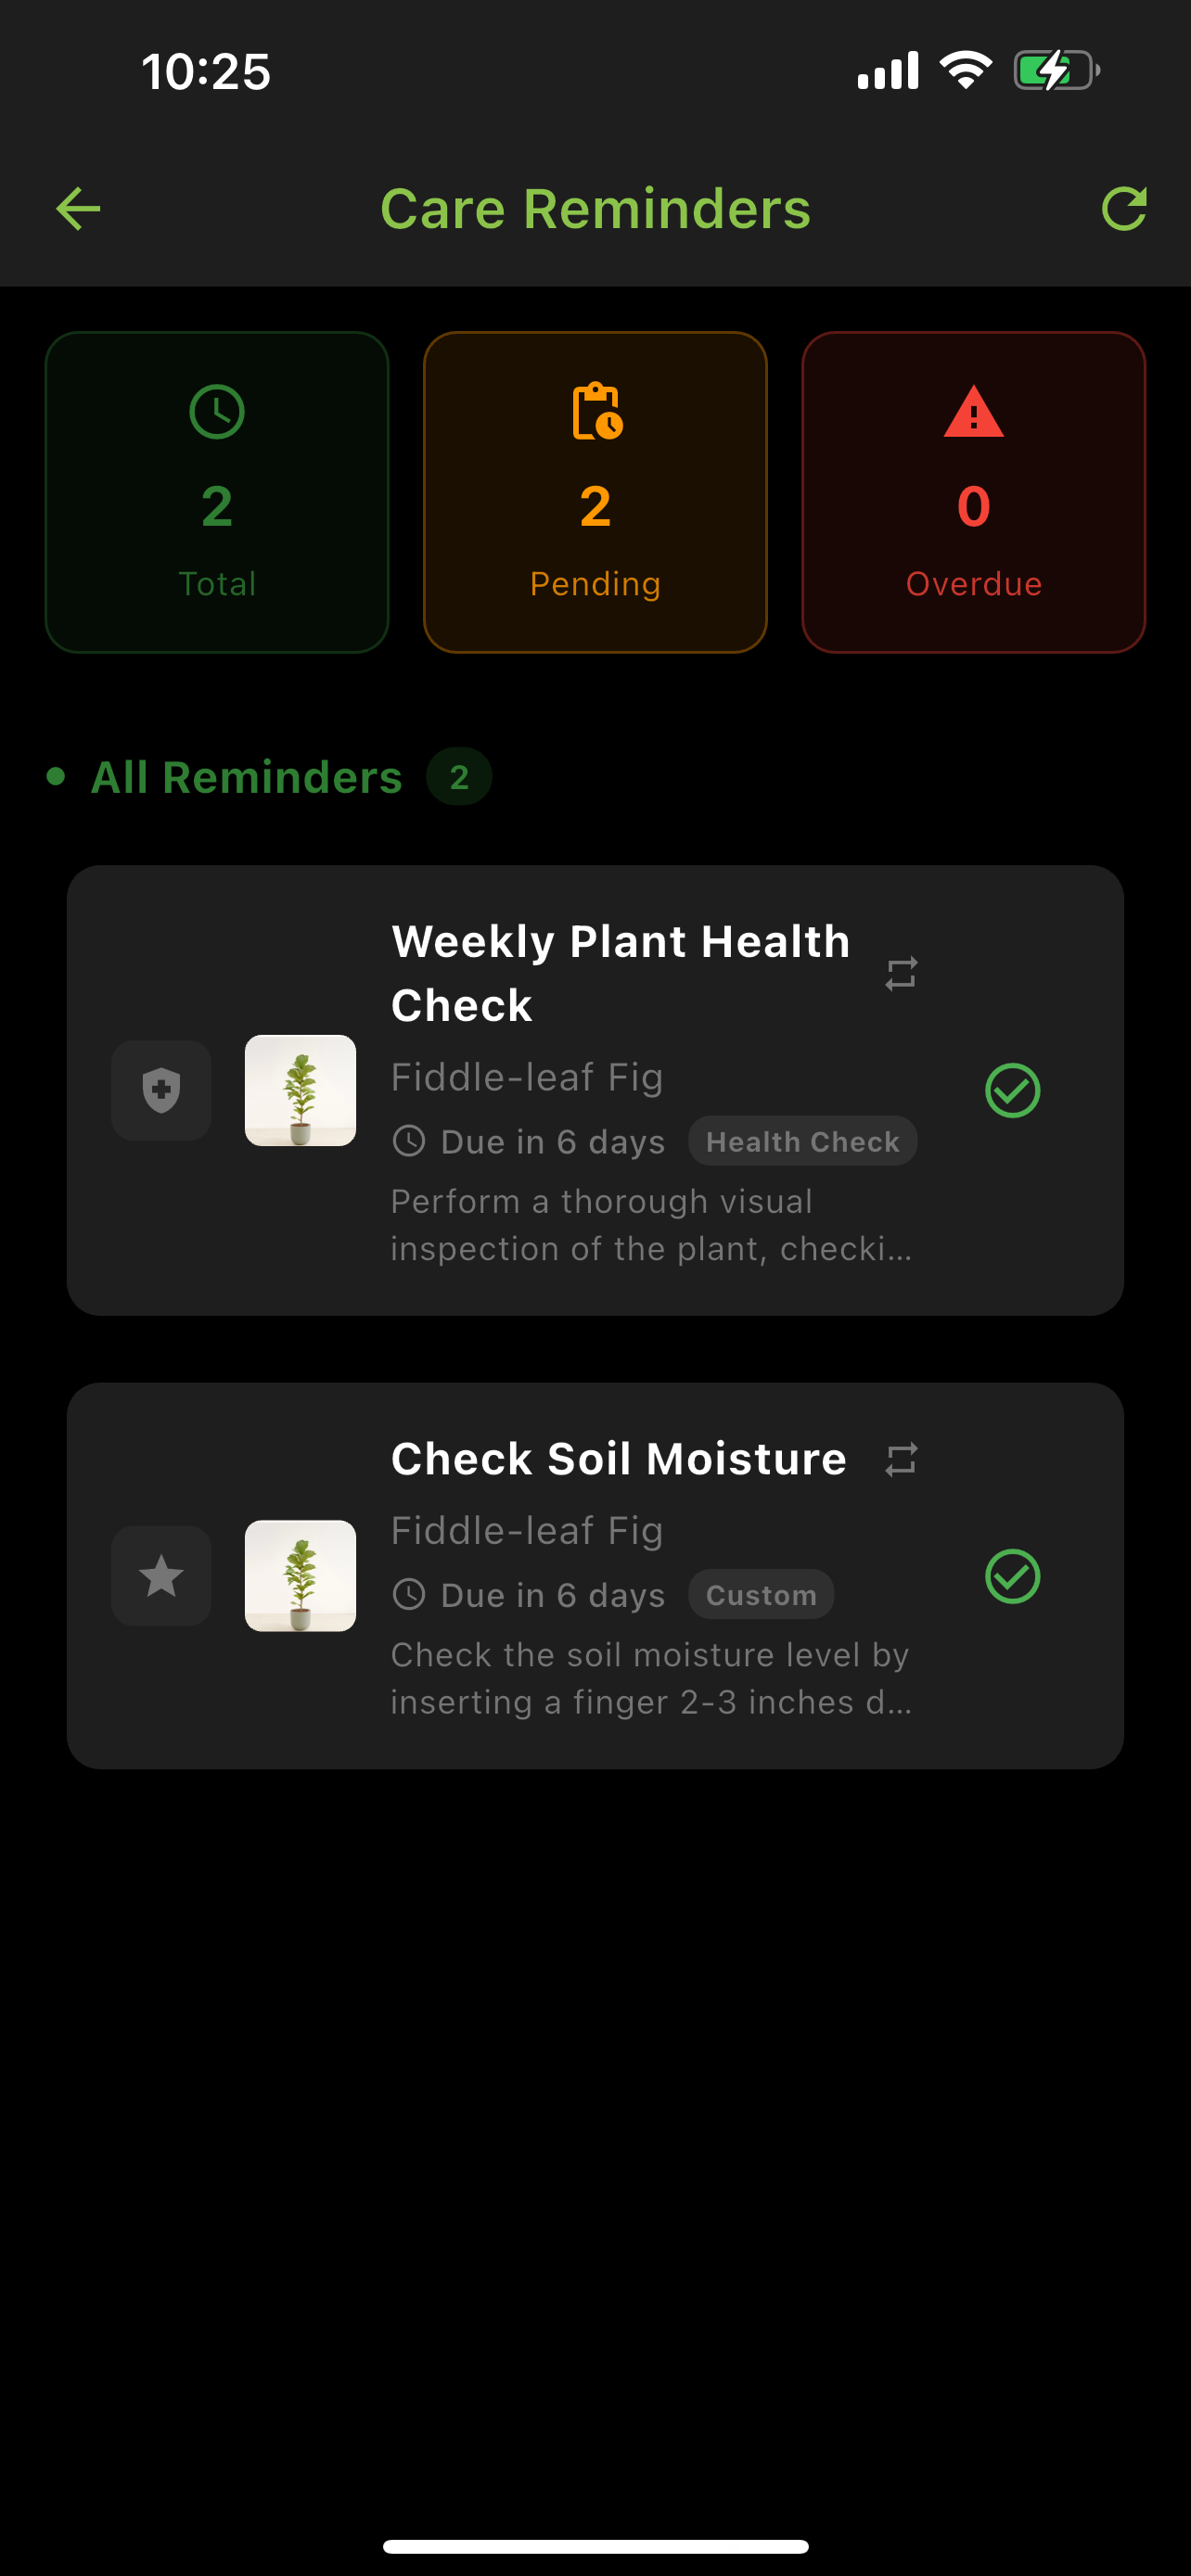 10:25
Care Reminders
2
Total
2
Pending
0
Overdue
All Reminders 2
Weekly Plant Health
Check
Fiddle-leaf Fig
Due in 6 days Health Check
Perform a thorough visual
inspection of the plant, checki...
Check Soil Moisture
Fiddle-leaf Fig
Due in 6 days Custom
Check the soil moisture level by
inserting a finger 2-3 inches d...